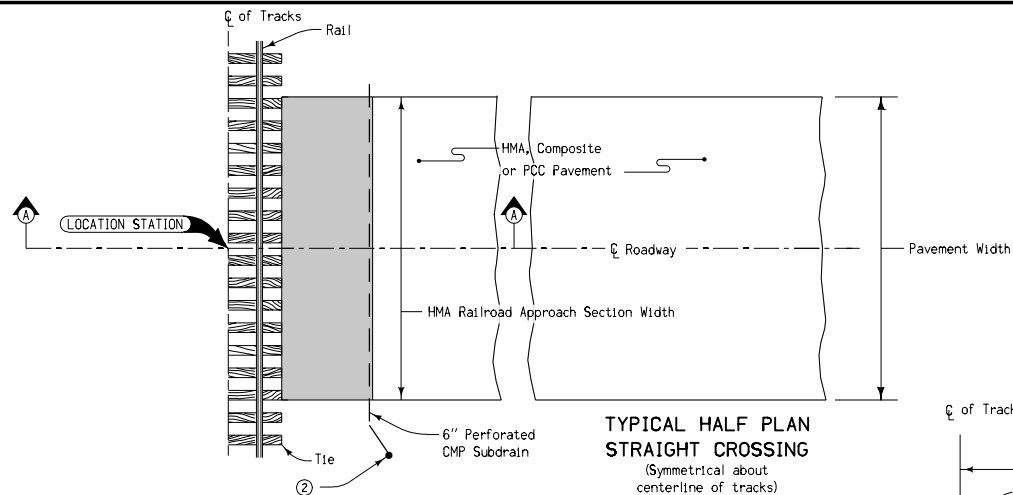 ℄ of Tracks
Rail
HMA, Composite
or PCC Pavement
A
A
LOCATION STATION
℄ Roadway
Pavement Width
HMA Railroad Approach Section Width
6" Perforated
CMP Subdrain
Tie
2
TYPICAL HALF PLAN
STRAIGHT CROSSING
(Symmetrical about
centerline of tracks)
℄ of Track